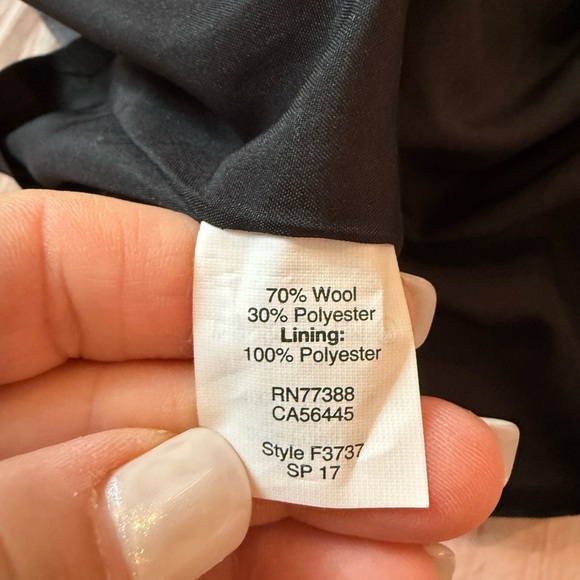 70% Wool
30% Polyester
Lining:
100% Polyester
RN77388
CA56445
Style F3737
SP 17